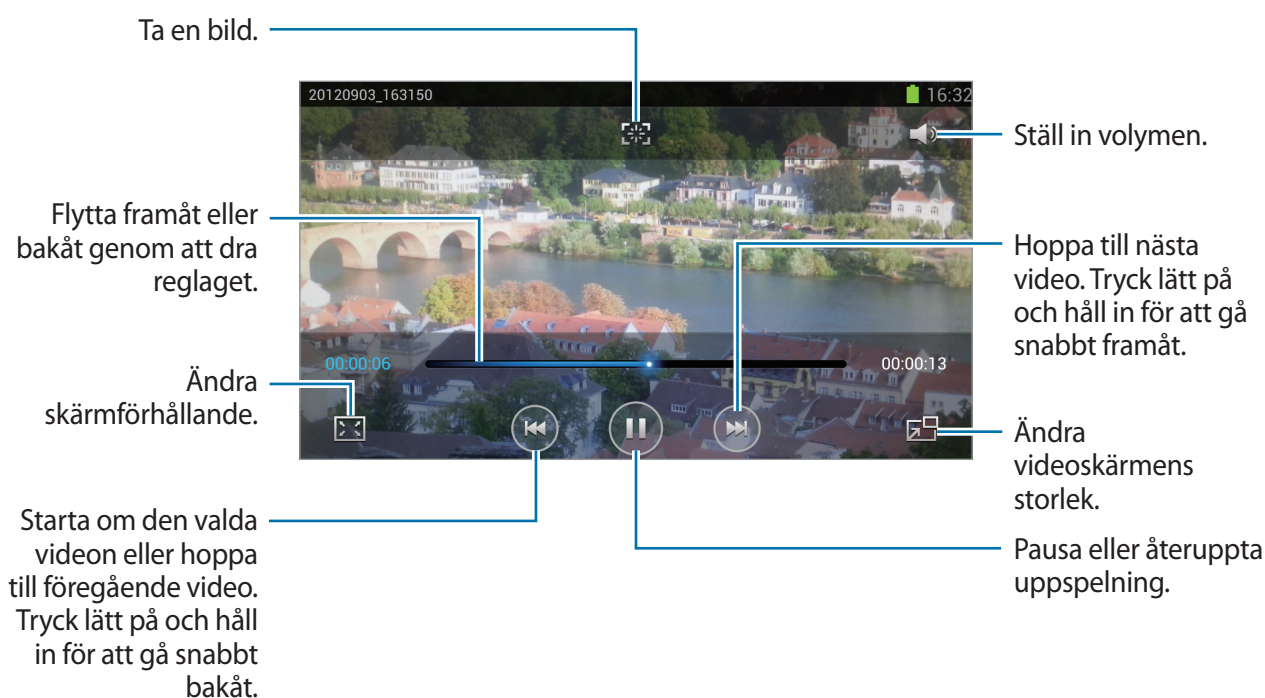 Ta en bild.
20120903_163150
16:32
Ställ in volymen.
Flytta framåt eller
bakåt genom att dra
reglaget.
Hoppa till nästa
video. Tryck lätt på
och håll in för att gå
snabbt framåt.
00:00:06
00:00:13
Ändra
skärmförhållande.
Ändra
videoskärmens
storlek.
Starta om den valda
videon eller hoppa
till föregående video.
Tryck lätt på och håll
in för att gå snabbt
bakåt.
Pausa eller återuppta
uppspelning.